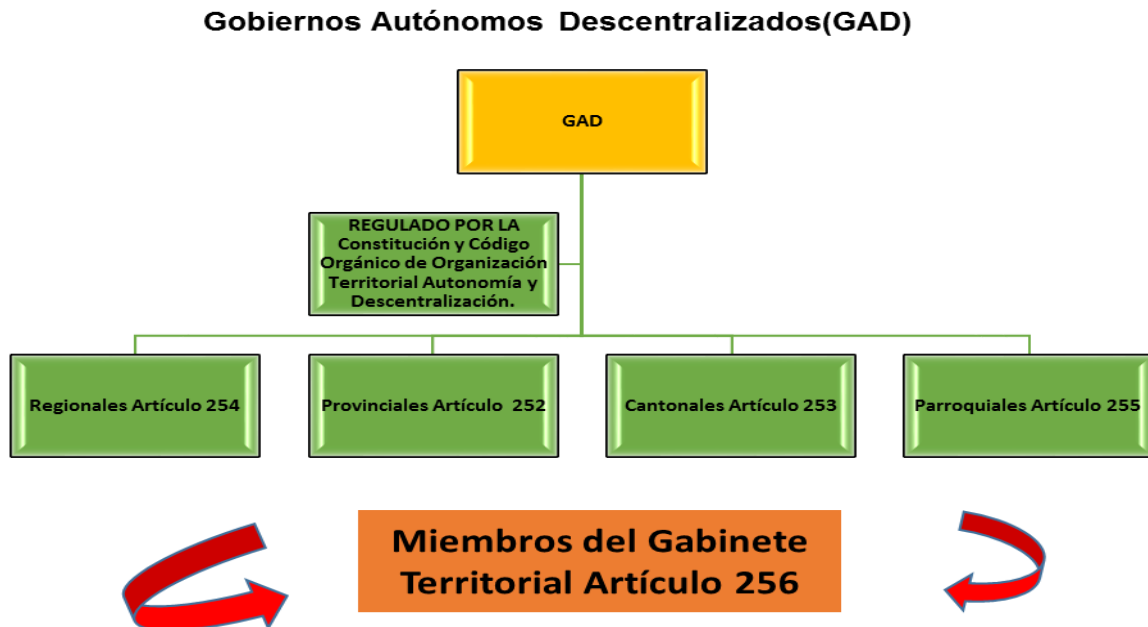 Gobiernos Autónomos Descentralizados(GAD)
GAD
REGULADO POR LA
Constitución y Código
Orgánico de Organización
Territorial Autonomía y
Descentralización.
Regionales Artículo 254
Provinciales Artículo 252
Cantonales Artículo 253
Parroquiales Artículo 255
Miembros del Gabinete
Territorial Artículo 256